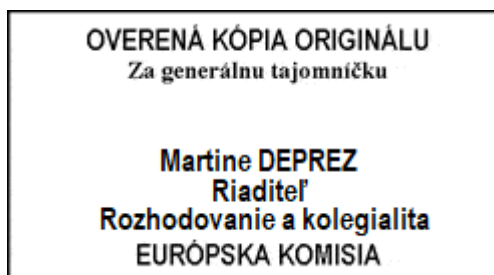 OVERENÁ KÓPIA ORIGINÁLU
Za generálnu tajomníčku
Martine DEPREZ
Riaditeľ
Rozhodovanie a kolegialita
EURÓPSKA KOMISIA